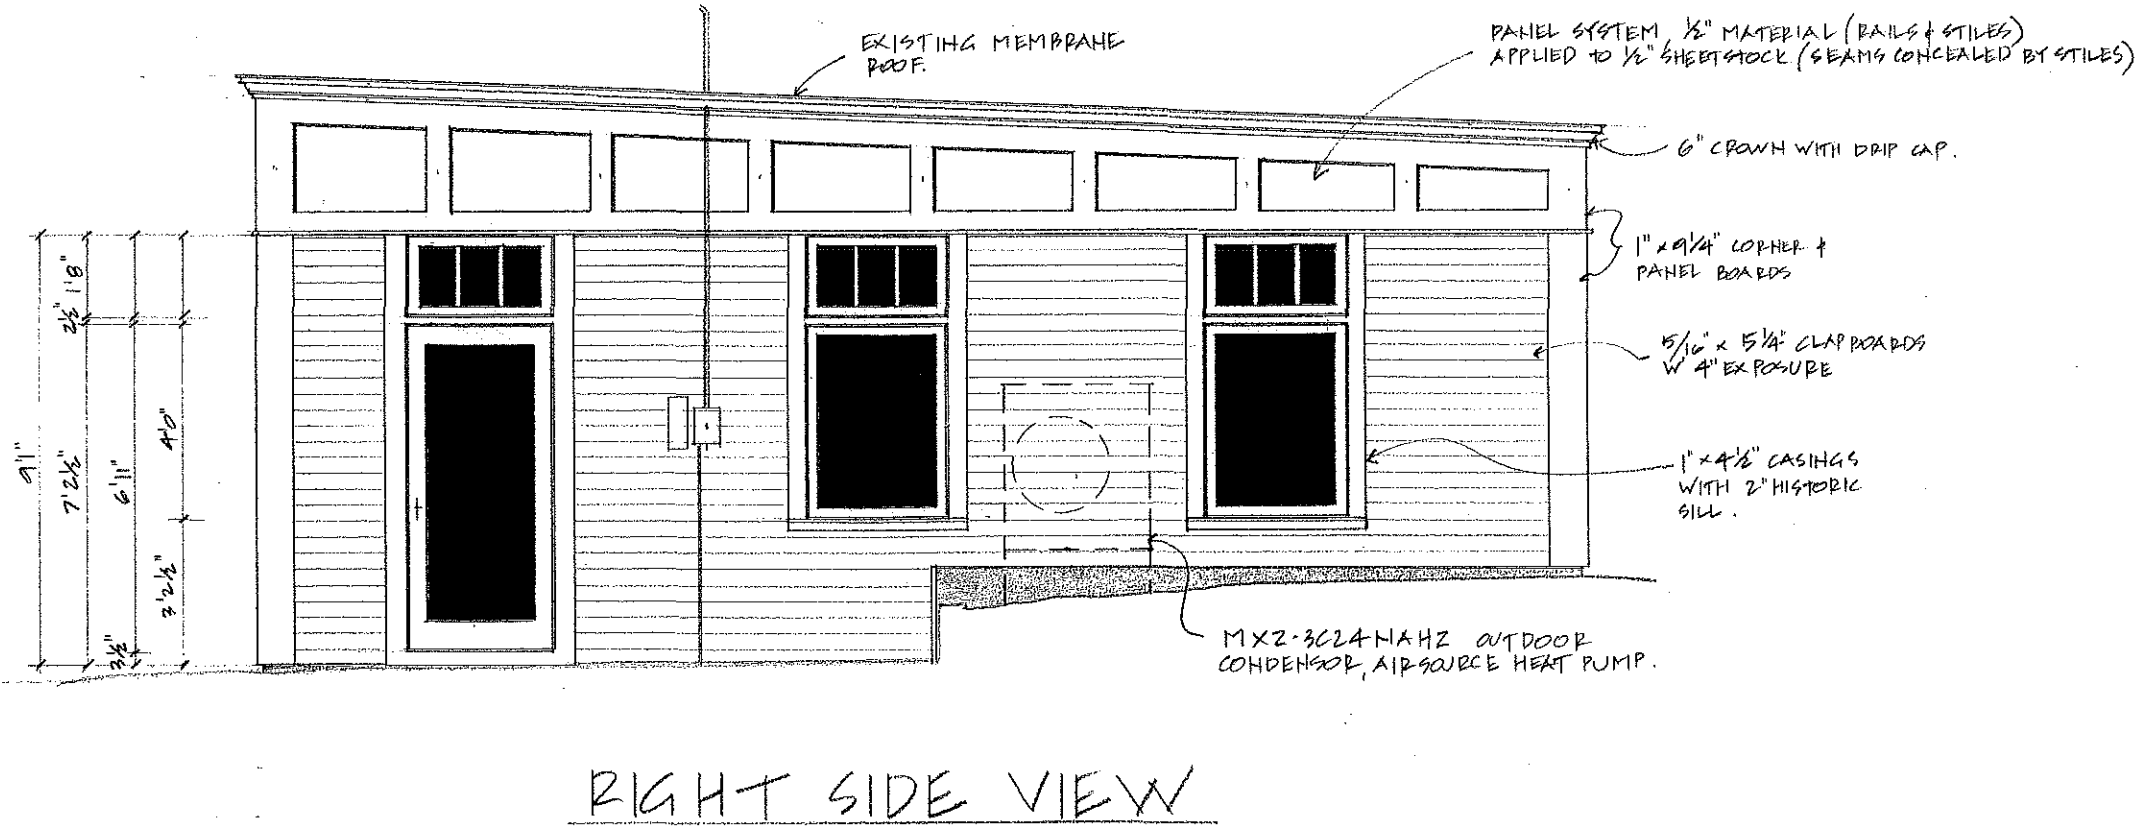 EXISTING MEMBRANE
ROOF.
PANEL SYSTEM, ½" MATERIAL (RAILS & STILES)
APPLIED TO ½" SHEETSTOCK (SEAMS CONCEALED BY STILES)
6" CROWN WITH DRIP CAP.
1" x 9¼" CORNER &
PANEL BOARDS
5/16" x 5¼" CLAPBOARDS
W 4" EXPOSURE
1" x 4½" CASINGS
WITH 2" HISTORIC
SILL.
MXZ-3C24NAHZ OUTDOOR
CONDENSOR, AIRSOURCE HEAT PUMP.
9'1"
7'2½"
2½"
1'8"
6'11"
3½"
4'0"
3'2½"
RIGHT SIDE VIEW